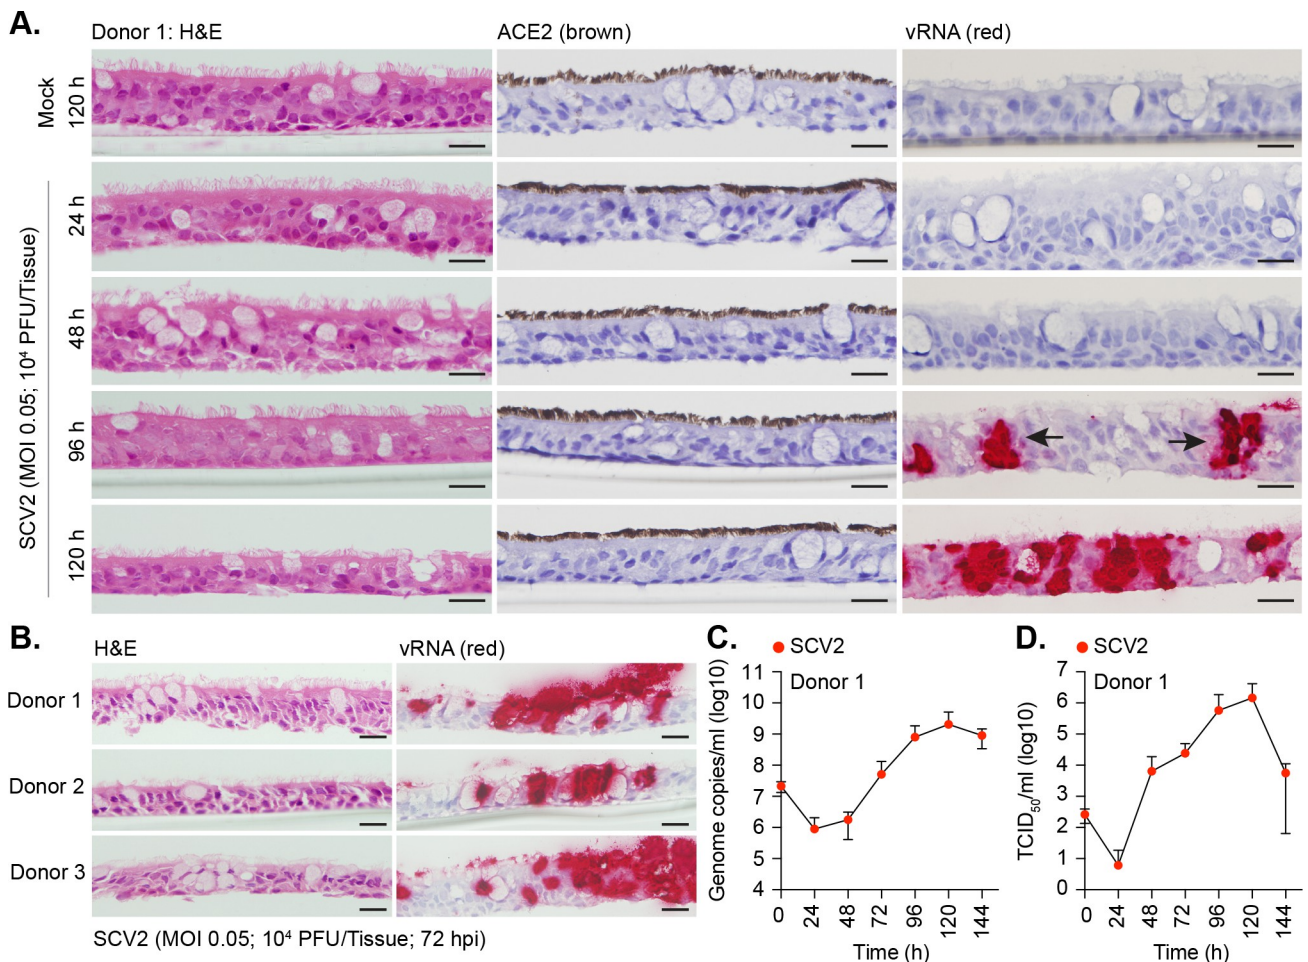 A.
Donor 1: H&E
ACE2 (brown)
vRNA (red)
Mock
120 h
SCV2 (MOI 0.05; 10⁴ PFU/Tissue)
24 h
48 h
96 h
120 h
B.
H&E
vRNA (red)
Donor 1
Donor 2
Donor 3
SCV2 (MOI 0.05; 10⁴ PFU/Tissue; 72 hpi)
C.
SCV2
Donor 1
Genome copies/ml (log10)
11
10
9
8
7
6
5
4
0 24 48 72 96 120 144
Time (h)
D.
SCV2
Donor 1
TCID₅₀/ml (log10)
7
6
5
4
3
2
1
0
0 24 48 72 96 120 144
Time (h)